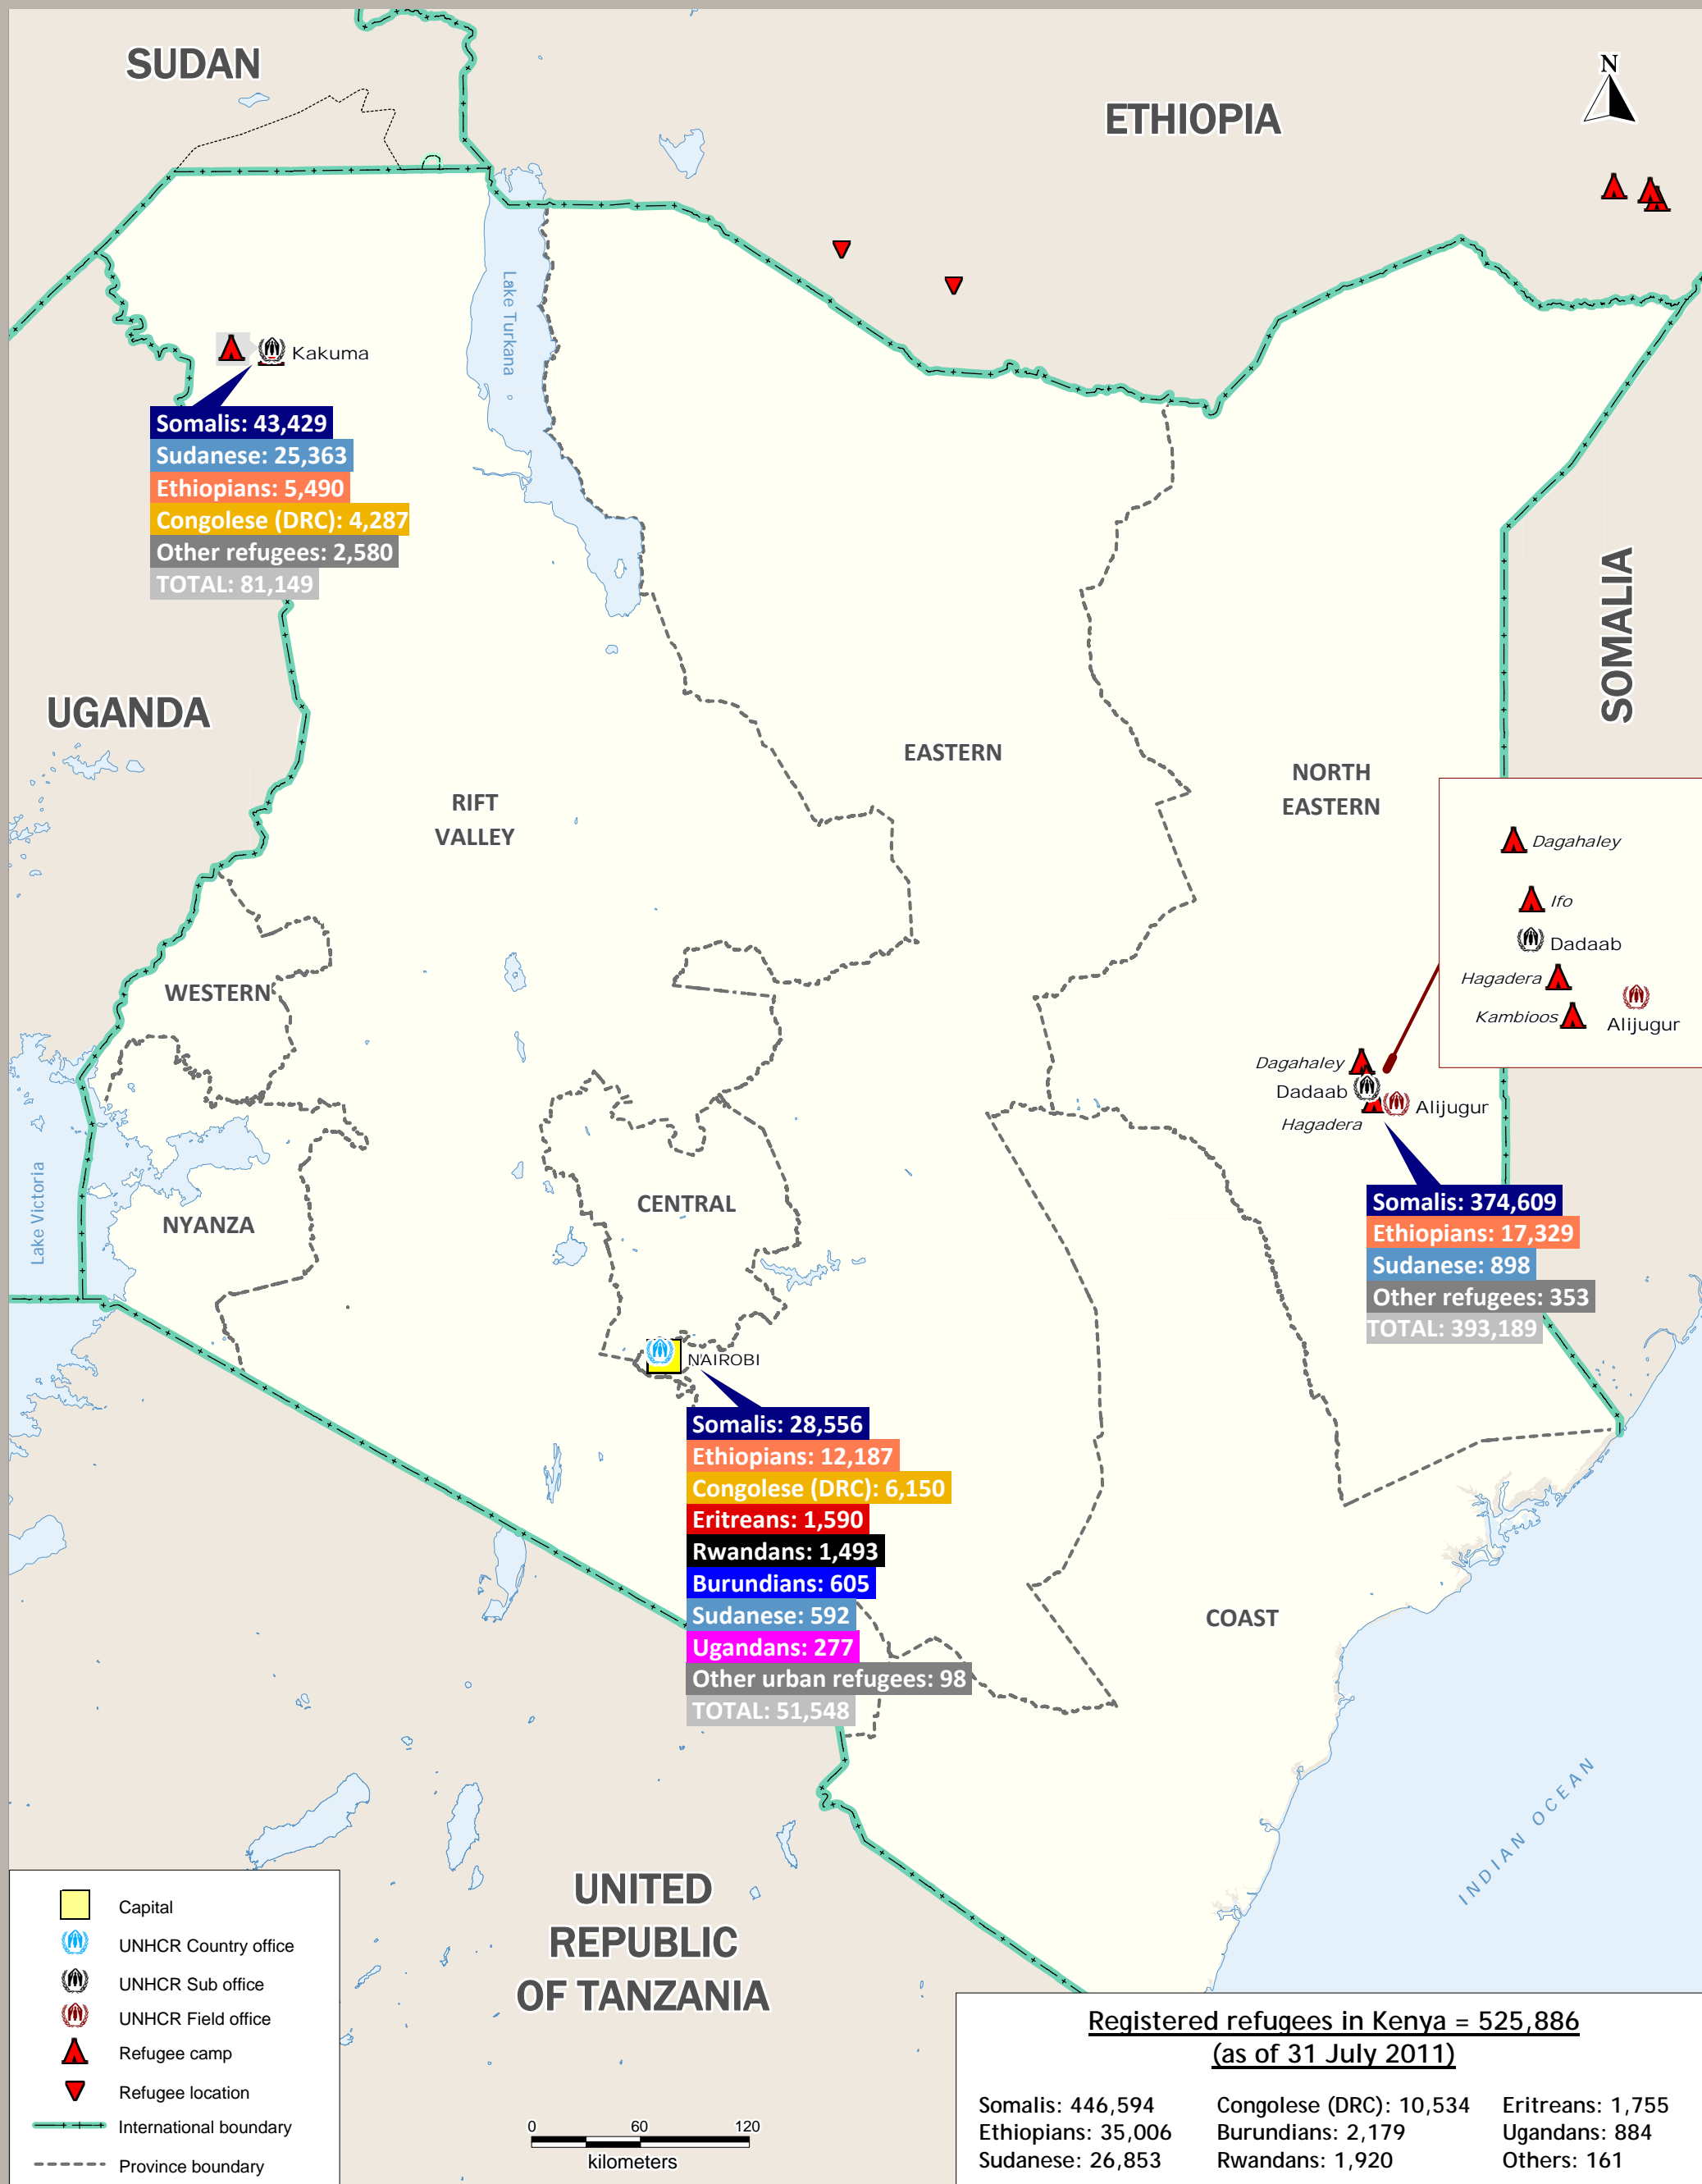 SUDAN
ETHIOPIA
N
Lake Turkana
Kakuma
Somalis: 43,429
Sudanese: 25,363
Ethiopians: 5,490
Congolese (DRC): 4,287
Other refugees: 2,580
TOTAL: 81,149
SOMALIA
UGANDA
EASTERN
NORTH
EASTERN
RIFT
VALLEY
Dagahaley
Ifo
Dadaab
Hagadera
Kambioos
Alijugur
WESTERN
Dagahaley
Dadaab
Alijugur
Hagadera
Lake Victoria
NYANZA
CENTRAL
Somalis: 374,609
Ethiopians: 17,329
Sudanese: 898
Other refugees: 353
TOTAL: 393,189
NAIROBI
Somalis: 28,556
Ethiopians: 12,187
Congolese (DRC): 6,150
Eritreans: 1,590
Rwandans: 1,493
Burundians: 605
Sudanese: 592
Ugandans: 277
Other urban refugees: 98
TOTAL: 51,548
COAST
INDIAN OCEAN
UNITED
REPUBLIC
OF TANZANIA
Capital
UNHCR Country office
UNHCR Sub office
UNHCR Field office
Refugee camp
Refugee location
International boundary
Province boundary
0 60 120
kilometers
Registered refugees in Kenya = 525,886
(as of 31 July 2011)
Somalis: 446,594 Congolese (DRC): 10,534 Eritreans: 1,755
Ethiopians: 35,006 Burundians: 2,179 Ugandans: 884
Sudanese: 26,853 Rwandans: 1,920 Others: 161